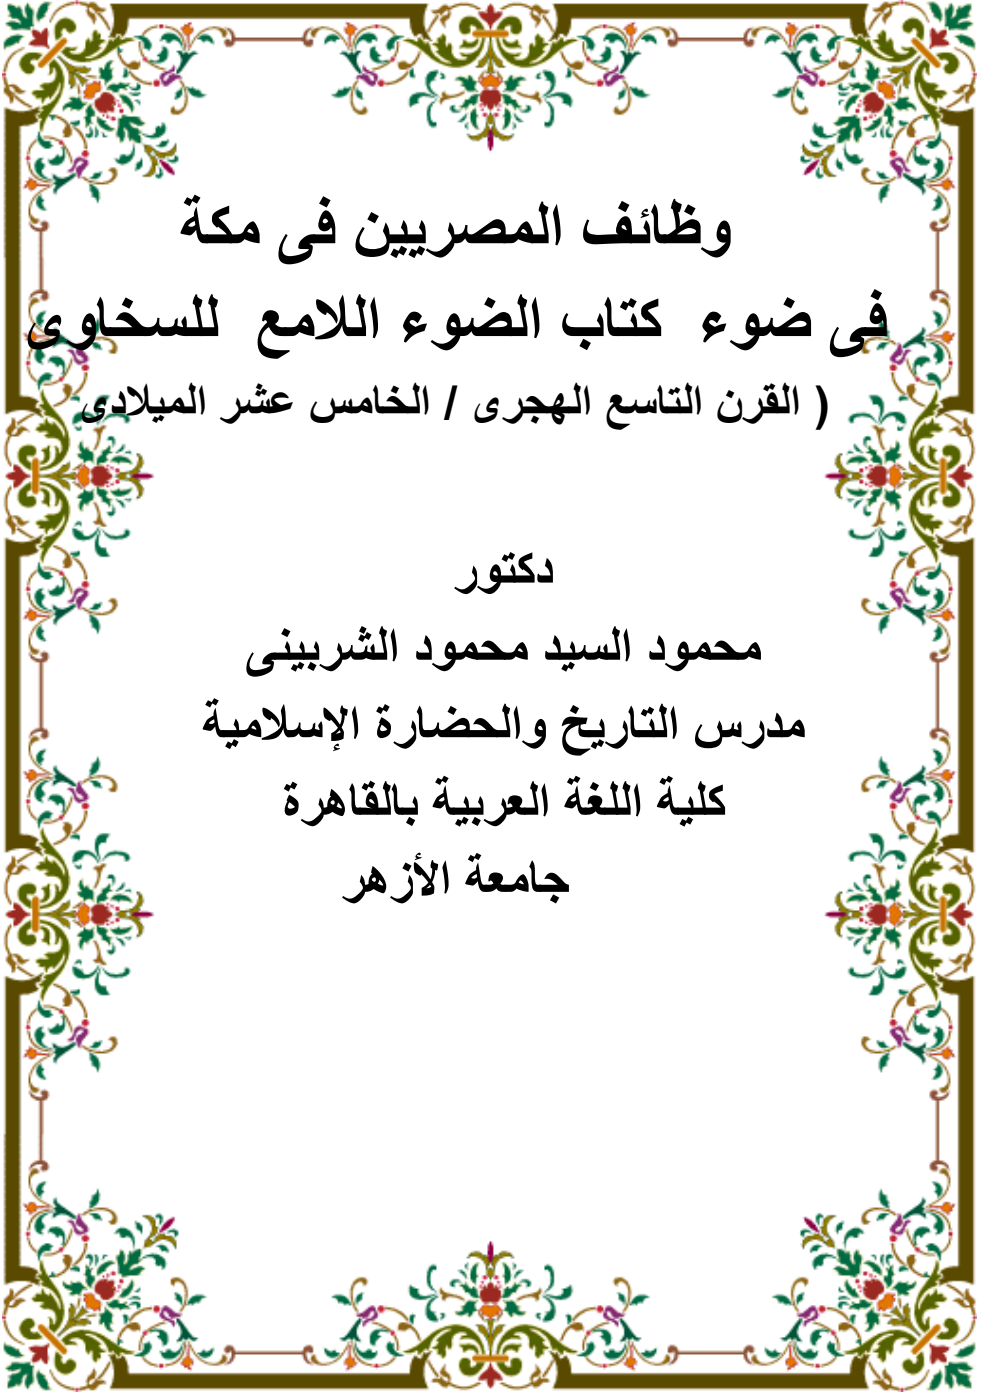 وظائف المصريين فى مكة
فى ضوء كتاب الضوء اللامع للسخاوى
( القرن التاسع الهجرى / الخامس عشر الميلادى
دكتور
محمود السيد محمود الشربينى
مدرس التاريخ والحضارة الإسلامية
كلية اللغة العربية بالقاهرة
جامعة الأزهر